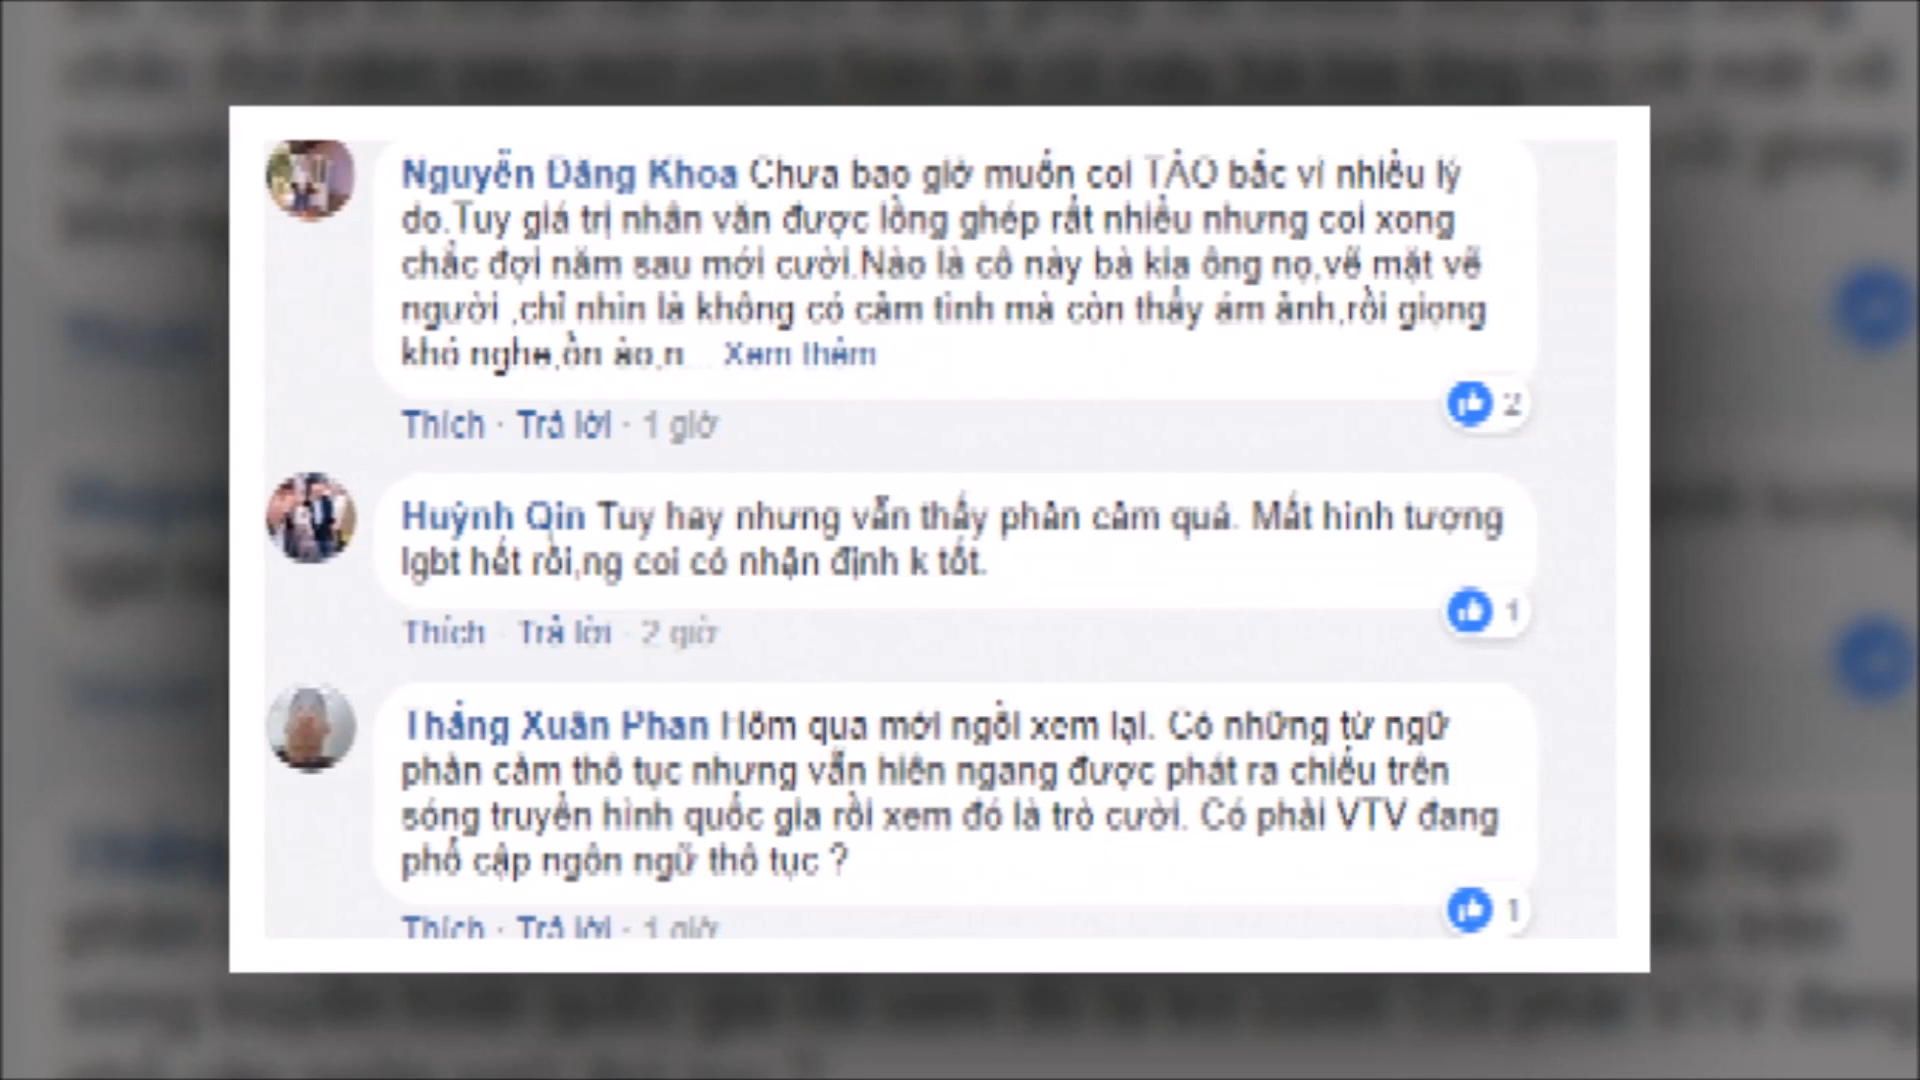 Nguyễn Đăng Khoa Chưa bao giờ muốn coi TÁO bắc vì nhiều lý
do.Tuy giá trị nhân văn được lồng ghép rất nhiều nhưng coi xong
chắc đợi năm sau mới cười.Nào là cô này bà kia ông nọ,vẽ mặt vẽ
người ,chỉ nhìn là không có cảm tình mà còn thấy ám ảnh,rồi giọng
khó nghe,ồn ào,n... Xem thêm
Thích · Trả lời · 1 giờ
2
Huỳnh Qin Tuy hay nhưng vẫn thấy phản cảm quá. Mất hình tượng
lgbt hết rồi,ng coi có nhận định k tốt.
1
Thích · Trả lời · 2 giờ
Thắng Xuân Phan Hôm qua mới ngồi xem lại. Có những từ ngữ
phản cảm thô tục nhưng vẫn hiên ngang được phát ra chiếu trên
sóng truyền hình quốc gia rồi xem đó là trò cười. Có phải VTV đang
phổ cập ngôn ngữ thô tục ?
1
Thích · Trả lời · 1 giờ